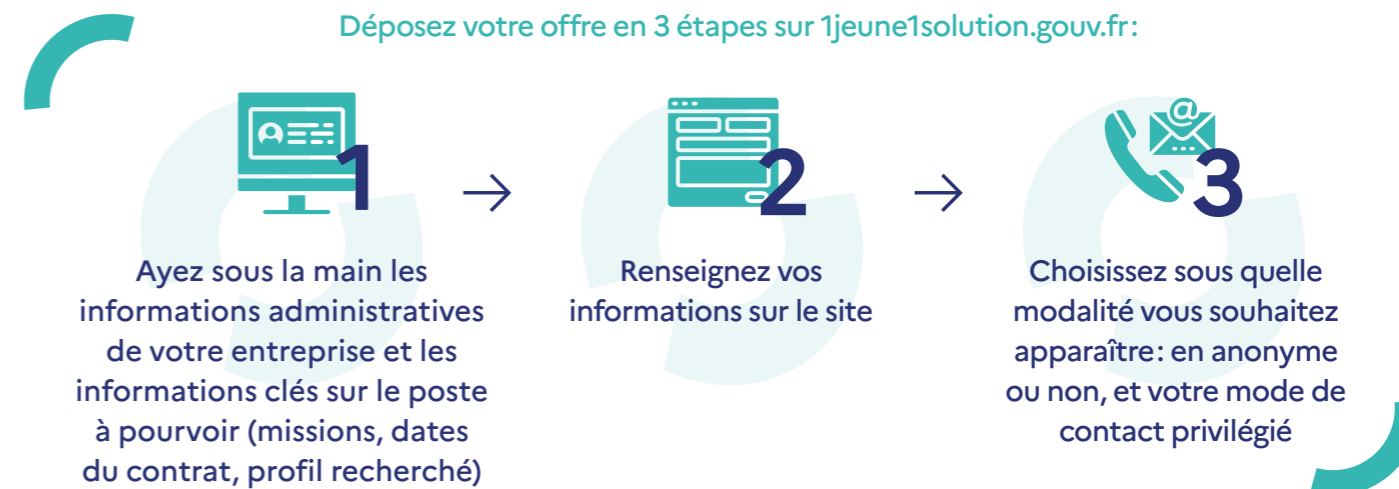 Déposez votre offre en 3 étapes sur 1jeune1solution.gouv.fr:
1
Ayez sous la main les
informations administratives
de votre entreprise et les
informations clés sur le poste
à pourvoir (missions, dates
du contrat, profil recherché)
2
Renseignez vos
informations sur le site
@
3
Choisissez sous quelle
modalité vous souhaitez
apparaître: en anonyme
ou non, et votre mode de
contact privilégié